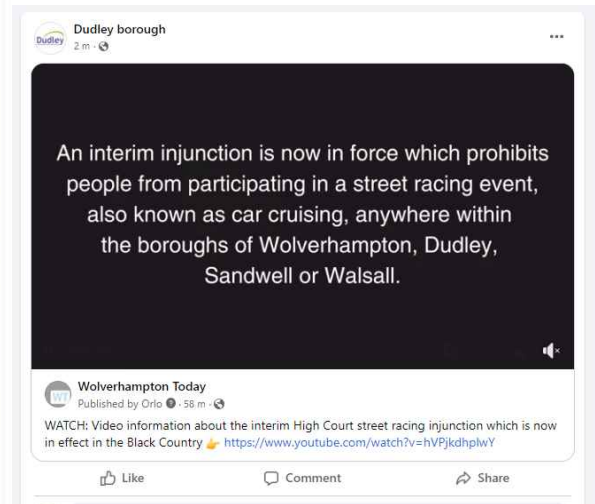 Dudley
Dudley borough
2 m
An interim injunction is now in force which prohibits
people from participating in a street racing event,
also known as car cruising, anywhere within
the boroughs of Wolverhampton, Dudley,
Sandwell or Walsall.
WT
Wolverhampton Today
Published by Orlo · 58 m ·
WATCH: Video information about the interim High Court street racing injunction which is now
in effect in the Black Country 👉 https://www.youtube.com/watch?v=hVPjkdhplwY
Like
Comment
Share